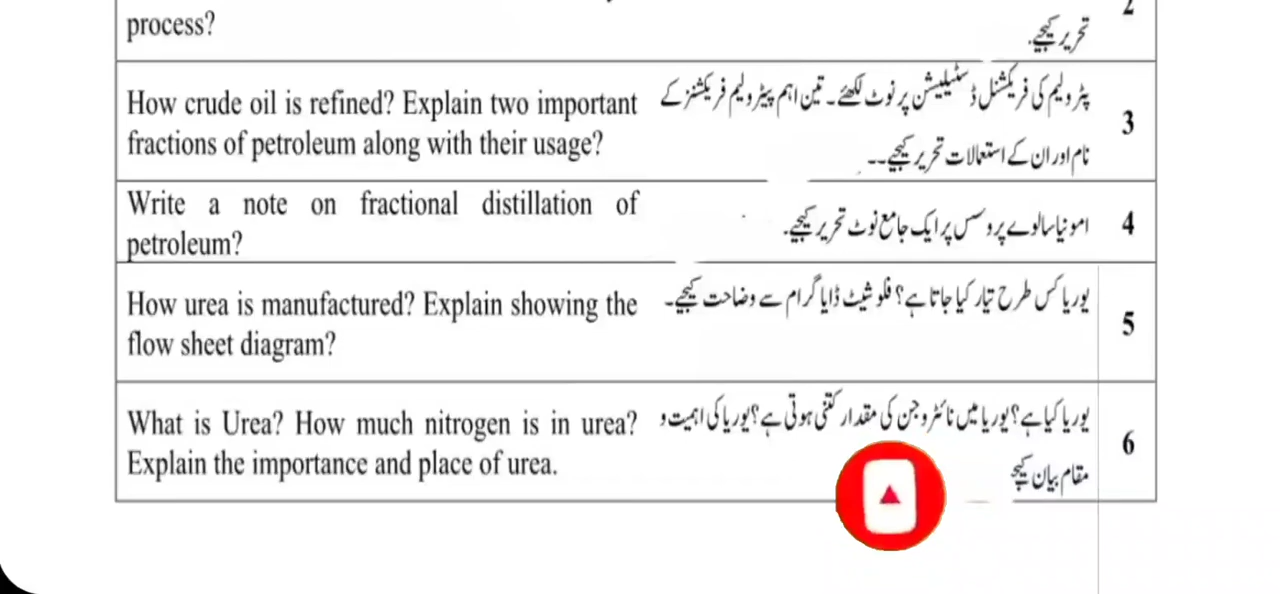 process?
تحریر کیجیے.
2
How crude oil is refined? Explain two important
fractions of petroleum along with their usage?
پٹرولیم کی فریکشنل ڈسٹیلیشن پر نوٹ لکھئے۔ تین اہم پیٹرولیم فریکشنز کے
نام اور ان کے استعمالات تحریر کیجیے۔۔
3
Write a note on fractional distillation of
petroleum?
امونیا سالوے پروسس پر ایک جامع نوٹ تحریر کیجیے۔
4
How urea is manufactured? Explain showing the
flow sheet diagram?
یوریا کس طرح تیار کیا جاتا ہے؟ فلو شیٹ ڈایا گرام سے وضاحت کیجیے۔
5
What is Urea? How much nitrogen is in urea?
Explain the importance and place of urea.
یوریا کیا ہے؟ یوریا میں نائٹروجن کی مقدار کتنی ہوتی ہے؟ یوریا کی اہمیت و
مقام بیان کیجیے
6